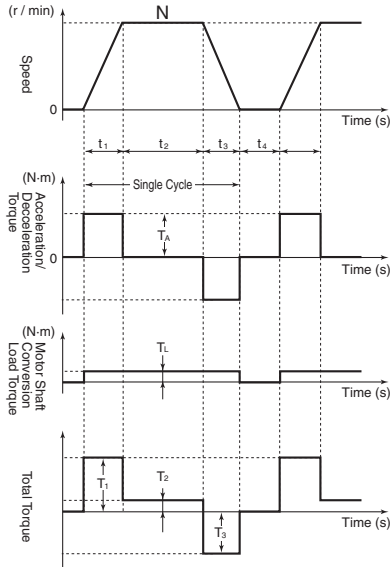 (r / min)
N
Speed
0
Time (s)
t1
t2
t3
t4
(N·m)
Single Cycle
Acceleration/
Decceleration
Torque
TA
0
Time (s)
(N·m)
Motor Shaft
Conversion
Load Torque
TL
Time (s)
Total Torque
T1
T2
T3
Time (s)